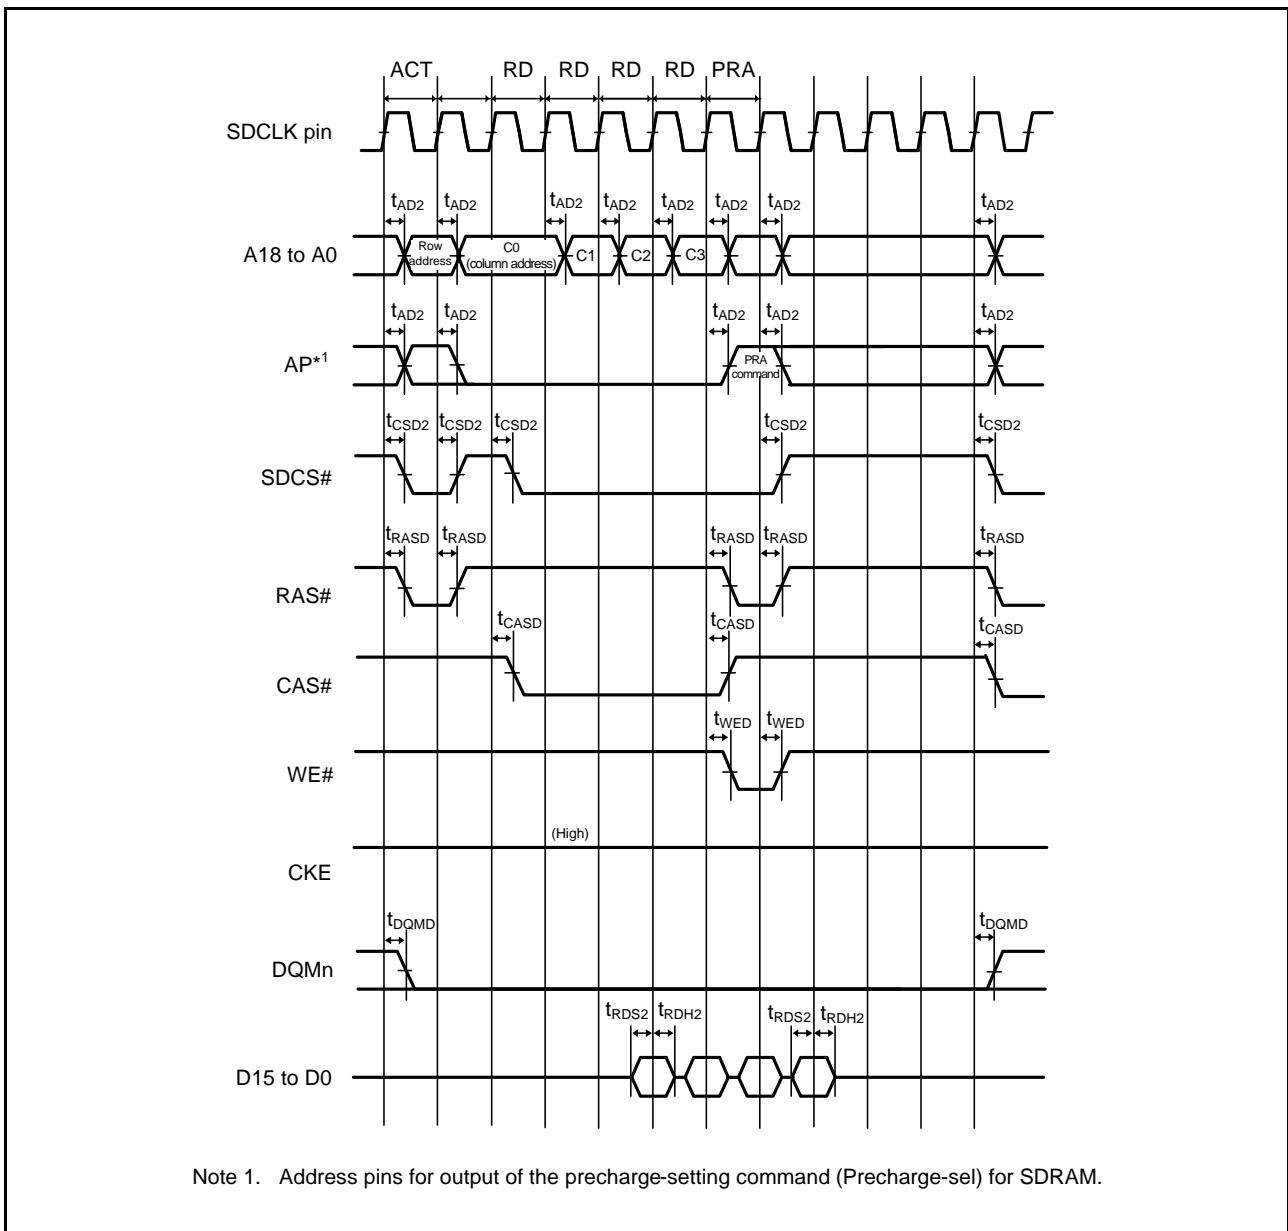 ACT RD RD RD RD PRA
SDCLK pin
tAD2 tAD2 tAD2 tAD2 tAD2 tAD2 tAD2 tAD2
A18 to A0
Row address
C0 (column address)
C1
C2
C3
tAD2 tAD2 tAD2 tAD2 tAD2
AP*1
PRA command
tCSD2 tCSD2 tCSD2 tCSD2 tCSD2
SDCS#
tRASD tRASD tRASD tRASD tRASD
RAS#
tCASD tCASD tCASD
CAS#
tWED tWED
WE#
(High)
CKE
tDQMD tDQMD
DQMn
tRDS2 tRDH2 tRDS2 tRDH2
D15 to D0
Note 1. Address pins for output of the precharge-setting command (Precharge-sel) for SDRAM.